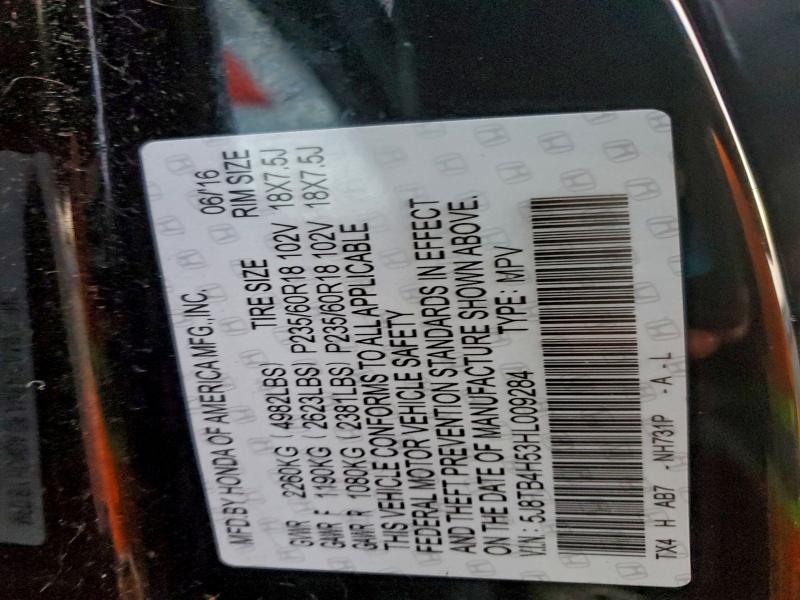 MFD BY HONDA OF AMERICA MFG., INC. 06/16
GVWR 2260KG (4982LBS) TIRE SIZE RIM SIZE
GAWR F 1190KG (2623LBS) P235/60R18 102V 18X7.5J
GAWR R 1080KG (2381LBS) P235/60R18 102V 18X7.5J
THIS VEHICLE CONFORMS TO ALL APPLICABLE
FEDERAL MOTOR VEHICLE SAFETY
AND THEFT PREVENTION STANDARDS IN EFFECT
ON THE DATE OF MANUFACTURE SHOWN ABOVE.
V.I.N.: 5J8TB4H53HL009284 TYPE: MPV
TX4 H AB7 - NH731P - A - L